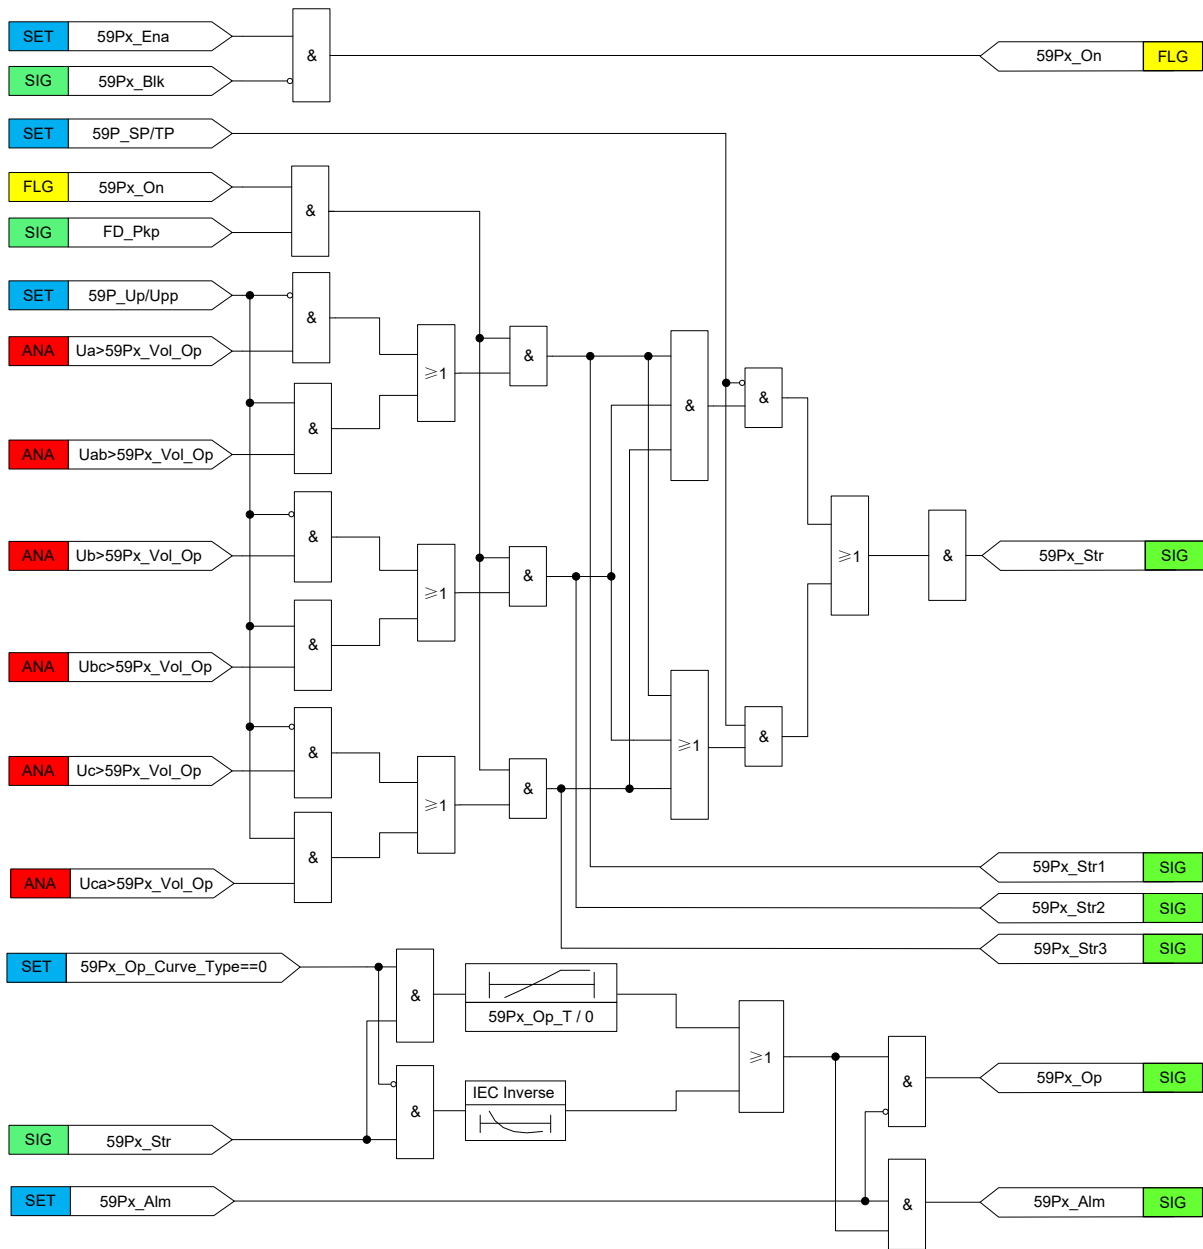 SET 59Px_Ena
&
59Px_On FLG
SIG 59Px_Blk
SET 59P_SP/TP
FLG 59Px_On
&
SIG FD_Pkp
SET 59P_Up/Upp
&
ANA Ua>59Px_Vol_Op
≥1
&
&
&
&
ANA Uab>59Px_Vol_Op
&
ANA Ub>59Px_Vol_Op
≥1
&
≥1
&
59Px_Str SIG
&
ANA Ubc>59Px_Vol_Op
&
ANA Uc>59Px_Vol_Op
≥1
&
≥1
&
&
ANA Uca>59Px_Vol_Op
59Px_Str1 SIG
59Px_Str2 SIG
59Px_Str3 SIG
SET 59Px_Op_Curve_Type==0
&
59Px_Op_T / 0
≥1
&
59Px_Op SIG
IEC Inverse
&
SIG 59Px_Str
SET 59Px_Alm
&
59Px_Alm SIG